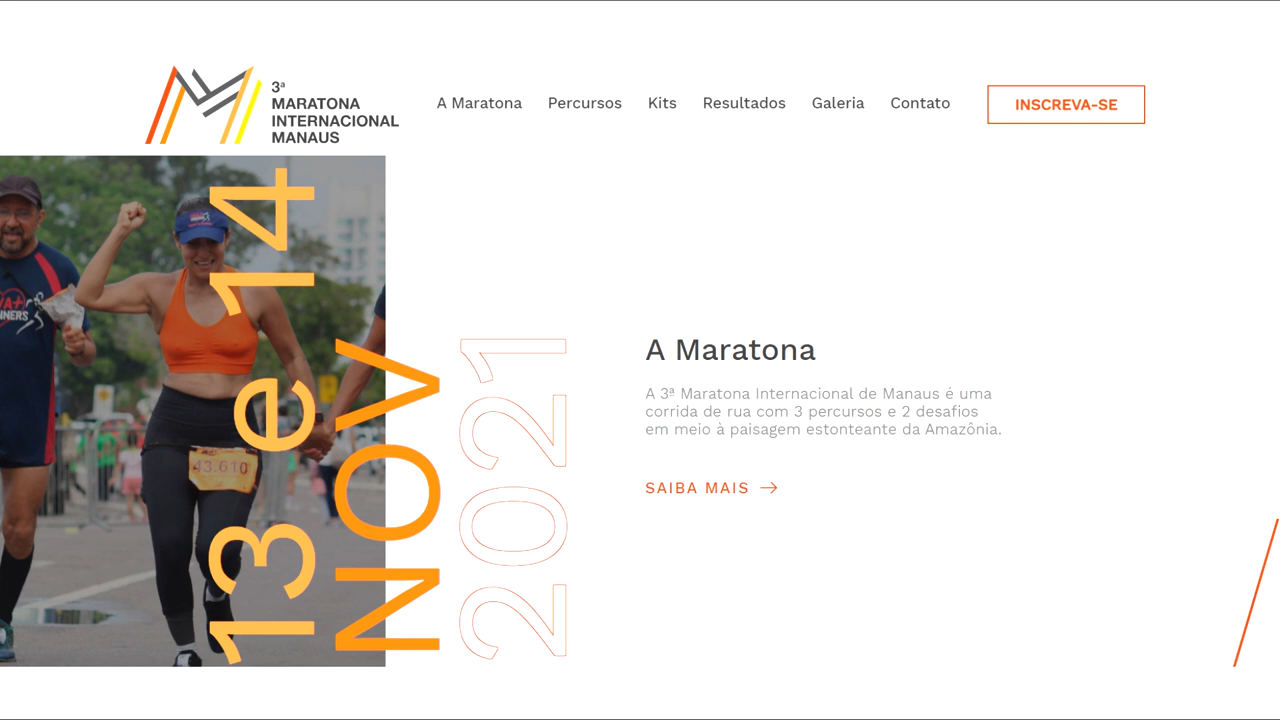 3ª
MARATONA
INTERNACIONAL
MANAUS
A Maratona
Percursos
Kits
Resultados
Galeria
Contato
INSCREVA-SE
13 e 14
NOV
2021
43.610
A Maratona
A 3ª Maratona Internacional de Manaus é uma
corrida de rua com 3 percursos e 2 desafios
em meio à paisagem estonteante da Amazônia.
SAIBA MAIS